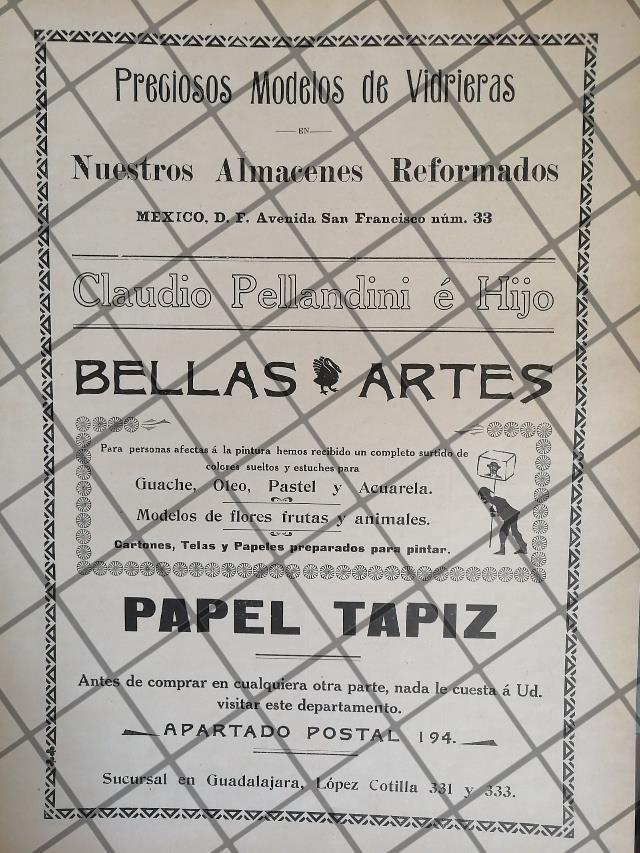 Preciosos Modelos de Vidrieras
EN
Nuestros Almacenes Reformados
MEXICO, D. F. Avenida San Francisco núm. 33
Claudio Pellandini é Hijo
BELLAS ARTES
Para personas afectas á la pintura hemos recibido un completo surtido de
colores sueltos y estuches para
Guache, Oleo, Pastel y Acuarela.
Modelos de flores frutas y animales.
Cartones, Telas y Papeles preparados para pintar.
PAPEL TAPIZ
Antes de comprar en cualquiera otra parte, nada le cuesta á Ud.
visitar este departamento.
APARTADO POSTAL 194.
Sucursal en Guadalajara, López Cotilla 331 y 333.